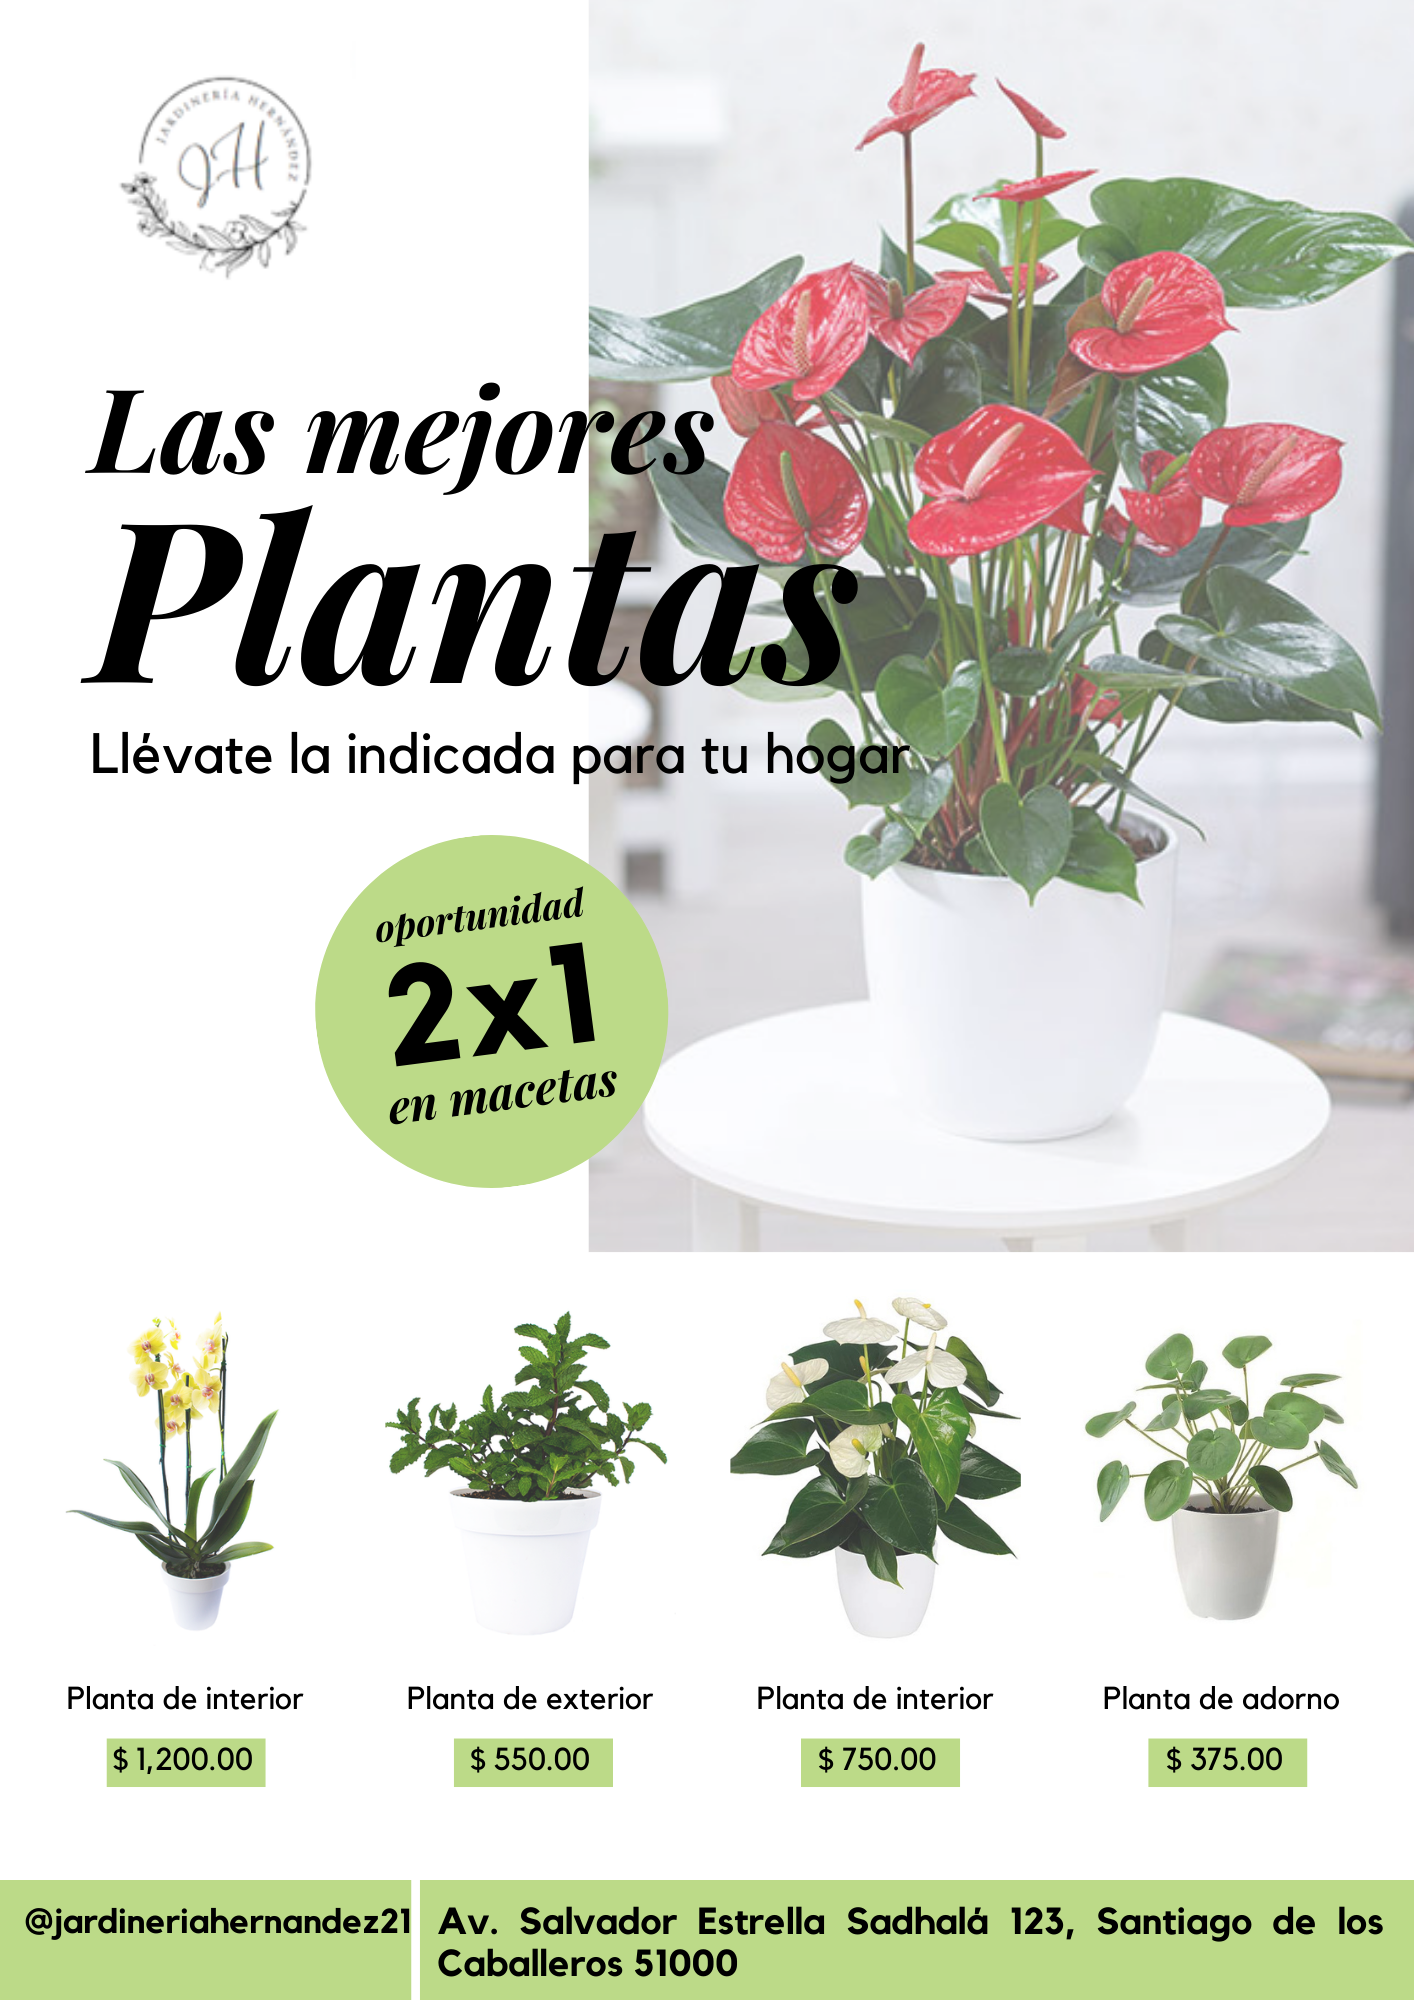 JARDINERÍA HERNÁNDEZ
JH
Las mejores
Plantas
Llévate la indicada para tu hogar
oportunidad
2x1
en macetas
Planta de interior
Planta de exterior
Planta de interior
Planta de adorno
$ 1,200.00
$ 550.00
$ 750.00
$ 375.00
@jardineriahernandez21
Av. Salvador Estrella Sadhalá 123, Santiago de los
Caballeros 51000